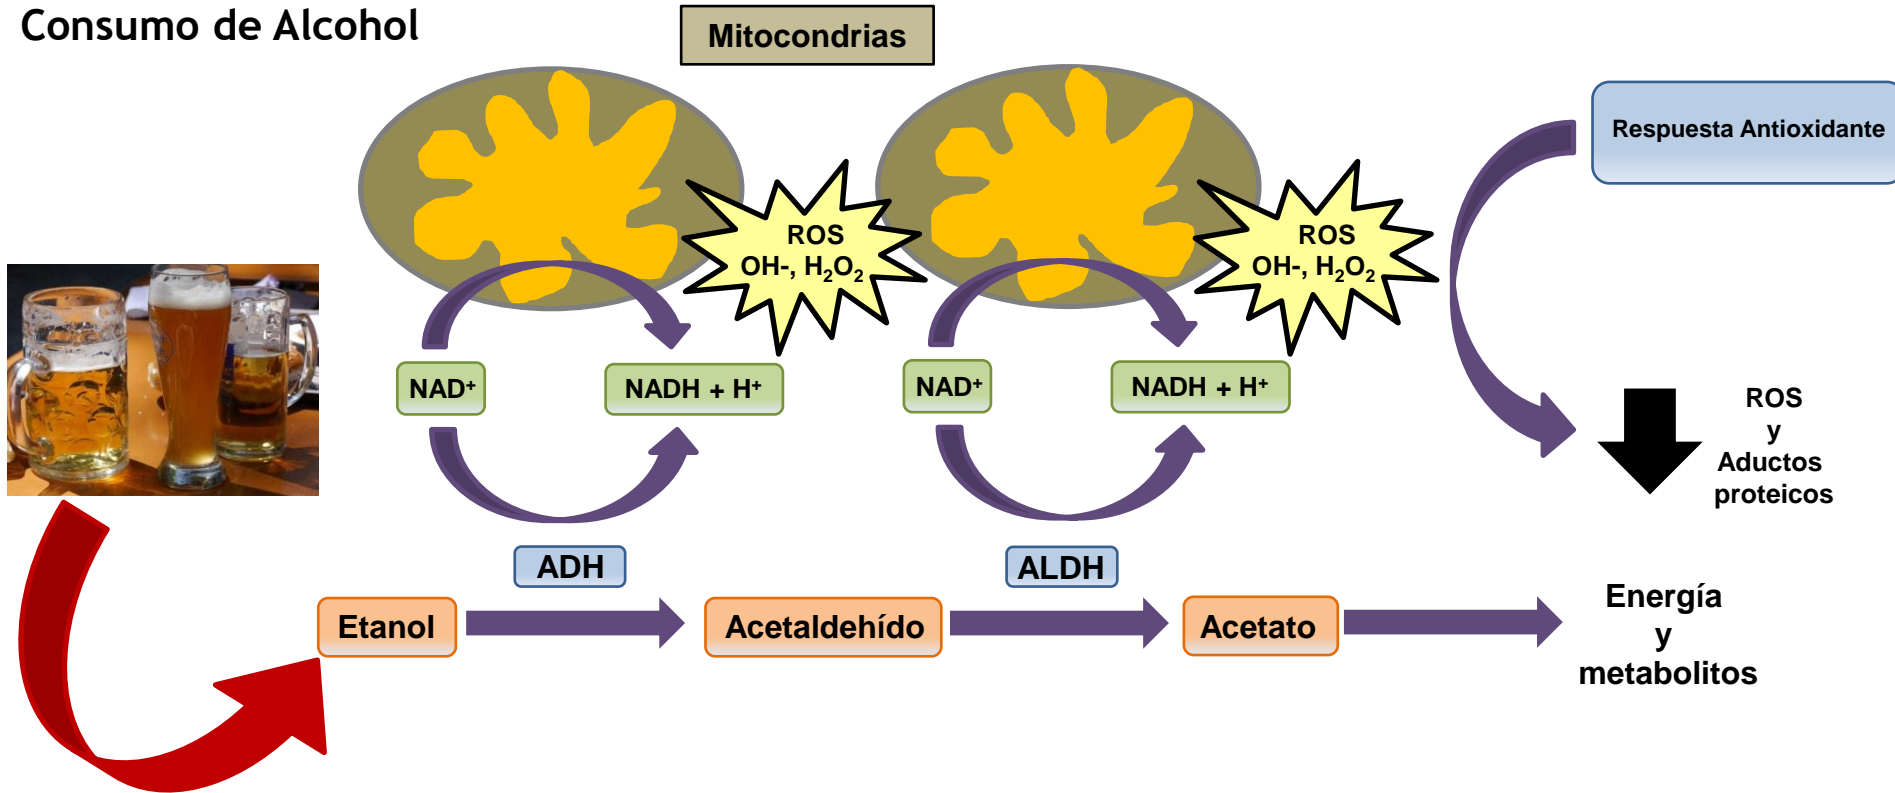 Consumo de Alcohol
Mitocondrias
Respuesta Antioxidante
ROS
OH-, H₂O₂
ROS
OH-, H₂O₂
NAD⁺
NADH + H⁺
NAD⁺
NADH + H⁺
ROS
y
Aductos
proteicos
ADH
ALDH
Etanol
Acetaldehído
Acetato
Energía
y
metabolitos